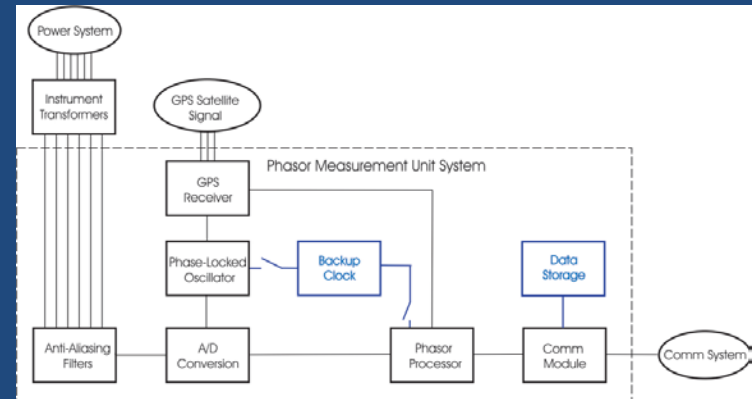 Power System
Instrument
Transformers
GPS Satellite
Signal
Phasor Measurement Unit System
GPS
Receiver
Phase-Locked
Oscillator
Backup
Clock
Data
Storage
Anti-Aliasing
Filters
A/D
Conversion
Phasor
Processor
Comm
Module
Comm System